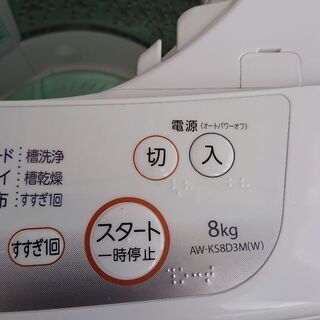 電源（オートパワーオフ）
ード：槽洗浄
切
入
イ：槽乾燥
布：すすぎ1回
すすぎ1回
スタート
一時停止
8kg
AW-KS8D3M(W)